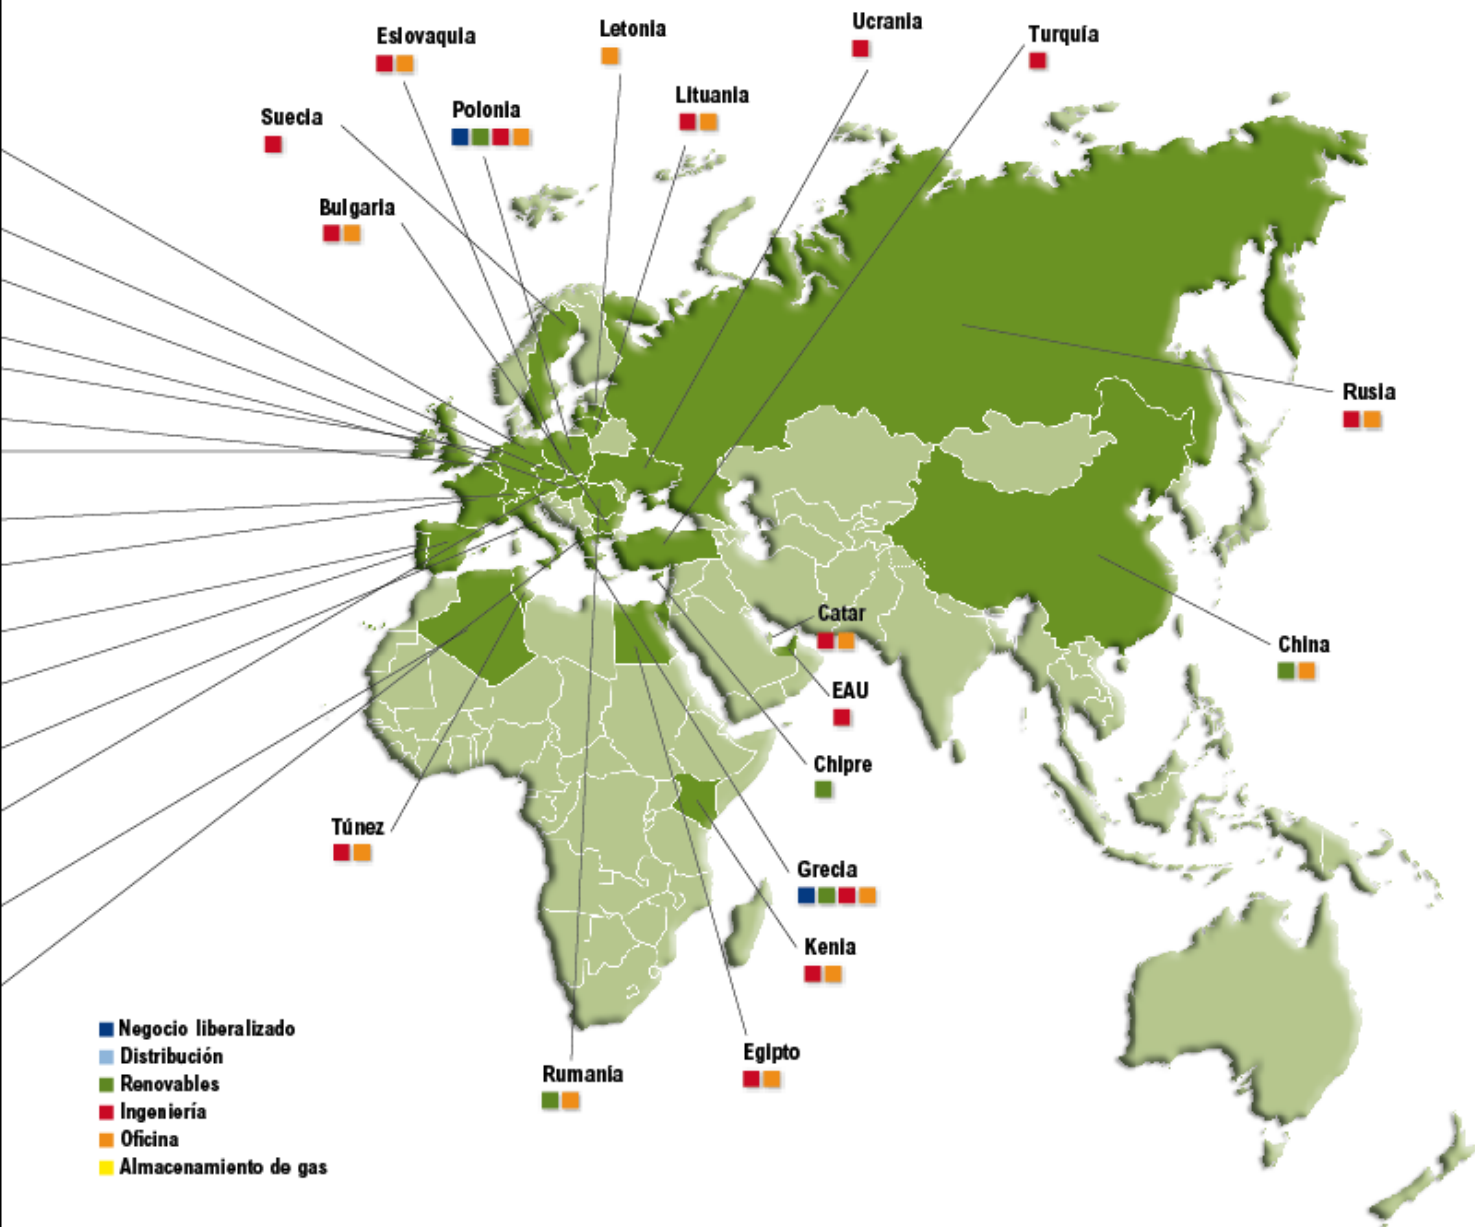 Eslovaquia
Letonia
Ucrania
Turquía
Suecia
Polonia
Lituania
Bulgaria
Rusia
Catar
China
EAU
Chipre
Túnez
Grecia
Kenia
Egipto
Rumanía
Negocio liberalizado
Distribución
Renovables
Ingeniería
Oficina
Almacenamiento de gas